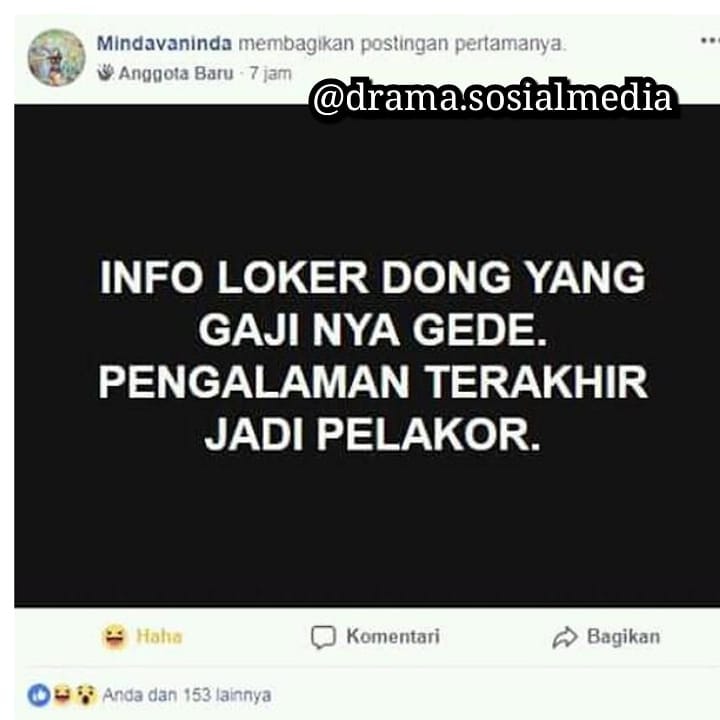 Mindavaninda membagikan postingan pertamanya.
Anggota Baru · 7 jam
@drama.sosialmedia
INFO LOKER DONG YANG
GAJI NYA GEDE.
PENGALAMAN TERAKHIR
JADI PELAKOR.
Haha Komentari Bagikan
Anda dan 153 lainnya